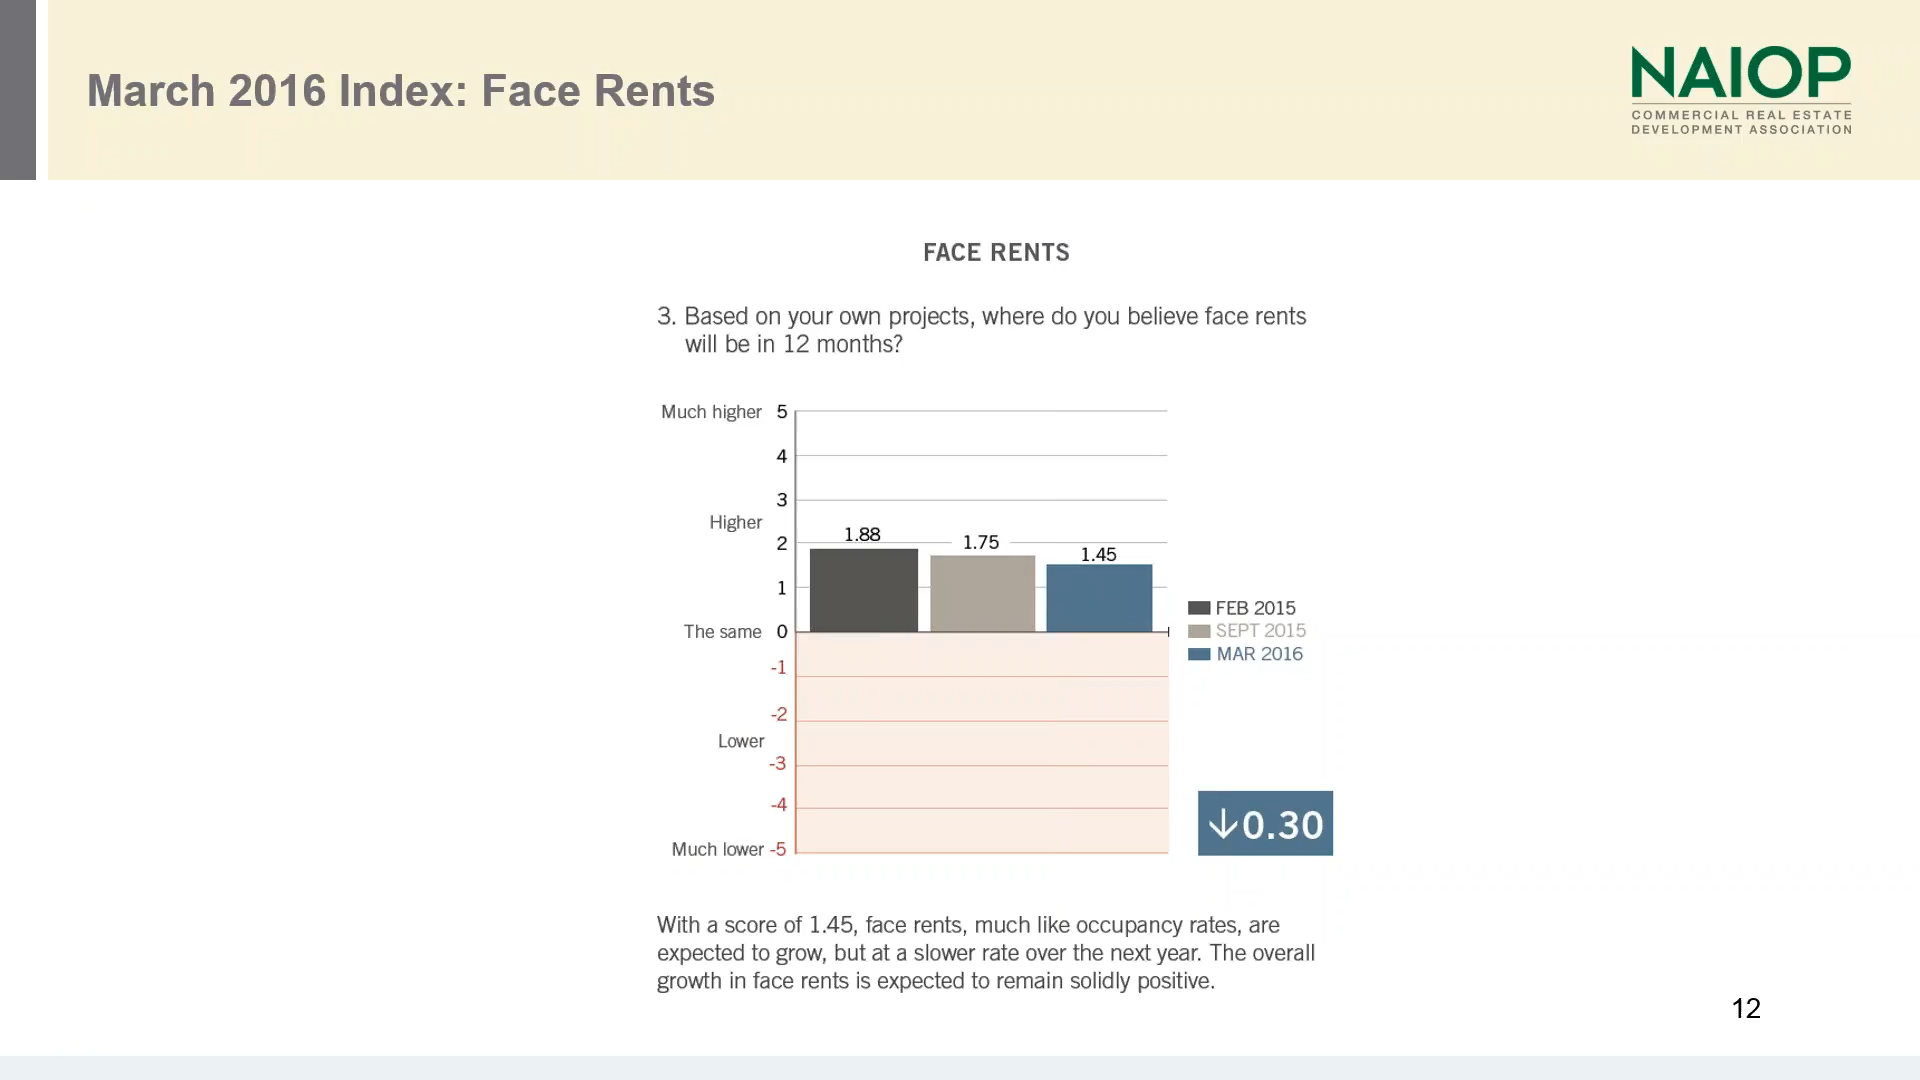 March 2016 Index: Face Rents
NAIOP
COMMERCIAL REAL ESTATE
DEVELOPMENT ASSOCIATION
FACE RENTS
3. Based on your own projects, where do you believe face rents
will be in 12 months?
Much higher 5
4
3
Higher
2
1
The same 0
-1
-2
Lower
-3
-4
Much lower -5
1.88
1.75
1.45
FEB 2015
SEPT 2015
MAR 2016
↓0.30
With a score of 1.45, face rents, much like occupancy rates, are
expected to grow, but at a slower rate over the next year. The overall
growth in face rents is expected to remain solidly positive.
12